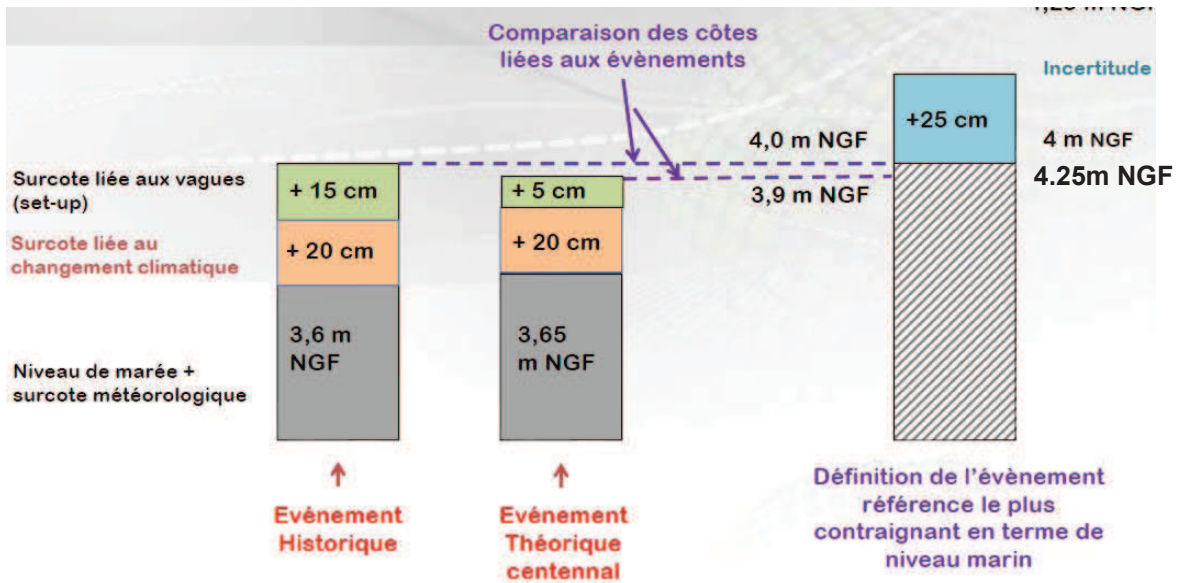 Comparaison des côtes
liées aux évènements
Incertitude
+25 cm
4,0 m NGF
4 m NGF
4.25m NGF
3,9 m NGF
Surcote liée aux vagues
(set-up)
+ 15 cm
+ 5 cm
Surcote liée au
changement climatique
+ 20 cm
+ 20 cm
3,6 m
NGF
3,65
m NGF
Niveau de marée +
surcote météorologique
Evénement
Historique
Evénement
Théorique
centennal
Définition de l'évènement
référence le plus
contraignant en terme de
niveau marin